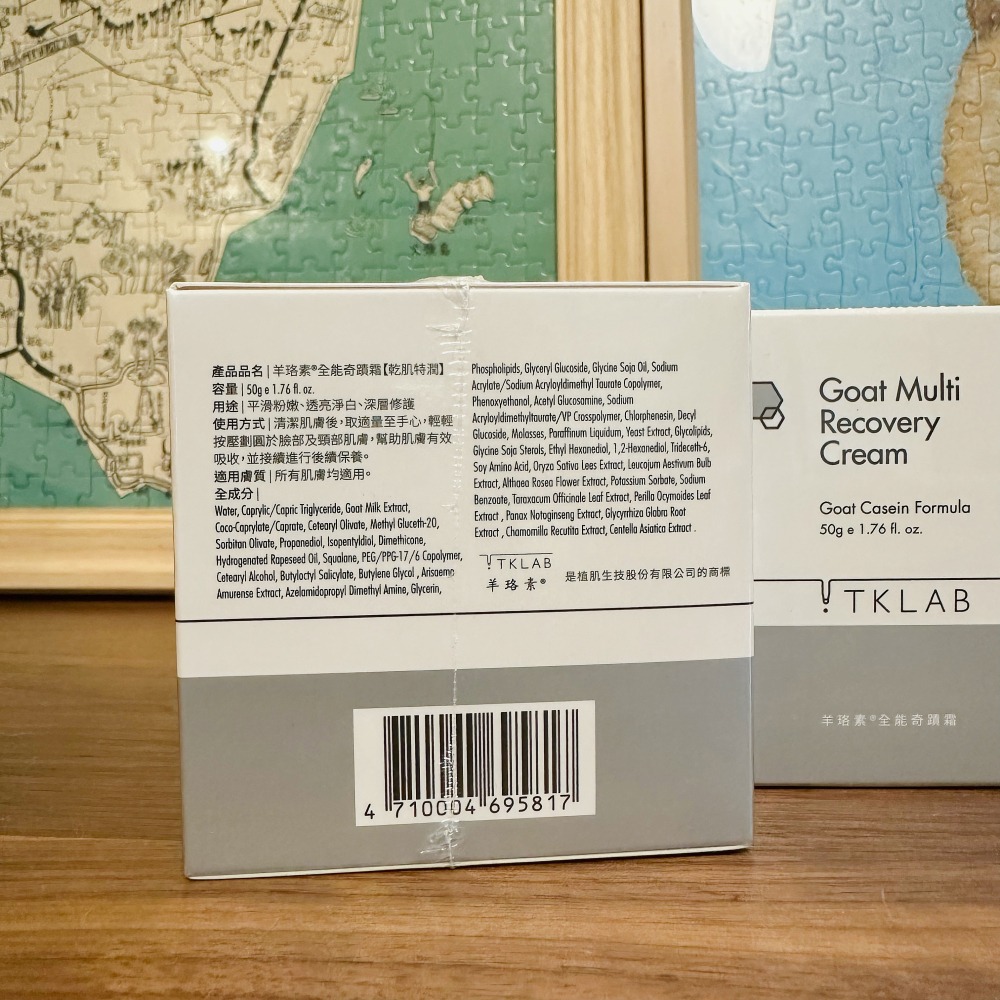 火燒島
產品品名 | 羊珞素®全能奇蹟霜【乾肌特潤】
容量 | 50g e 1.76 fl. oz.
用途 | 平滑粉嫩、透亮淨白、深層修護
使用方式 | 清潔肌膚後，取適量至手心，輕輕
按壓劃圓於臉部及頸部肌膚，幫助肌膚有效
吸收，並接續進行後續保養。
適用膚質 | 所有肌膚均適用。
全成分 |
Water, Caprylic/Capric Triglyceride, Goat Milk Extract,
Coco-Caprylate/Caprate, Cetearyl Olivate, Methyl Gluceth-20,
Sorbitan Olivate, Propanediol, Isopentyldiol, Dimethicone,
Hydrogenated Rapeseed Oil, Squalane, PEG/PPG-17/6 Copolymer,
Cetearyl Alcohol, Butyloctyl Salicylate, Butylene Glycol , Arisaema
Amurense Extract, Azelamidopropyl Dimethyl Amine, Glycerin,
Phospholipids, Glyceryl Glucoside, Glycine Soja Oil, Sodium
Acrylate/Sodium Acryloyldimethyl Taurate Copolymer,
Phenoxyethanol, Acetyl Glucosamine, Sodium
Acryloyldimethyltaurate/VP Crosspolymer, Chlorphenesin, Decyl
Glucoside, Molasses, Paraffinum Liquidum, Yeast Extract, Glycolipids,
Glycine Soja Sterols, Ethyl Hexanediol, 1,2-Hexanediol, Trideceth-6,
Soy Amino Acid, Oryza Sativa Lees Extract, Leucojum Aestivum Bulb
Extract, Althaea Rosea Flower Extract, Potassium Sorbate, Sodium
Benzoate, Taraxacum Officinale Leaf Extract, Perilla Ocymoides Leaf
Extract , Panax Notoginseng Extract, Glycyrrhiza Glabra Root
Extract , Chamomilla Recutita Extract, Centella Asiatica Extract .
TKLAB
羊珞素® 是植肌生技股份有限公司的商標
4 710004 695817
Goat Multi
Recovery
Cream
Goat Casein Formula
50g e 1.76 fl. oz.
TKLAB
羊珞素®全能奇蹟霜